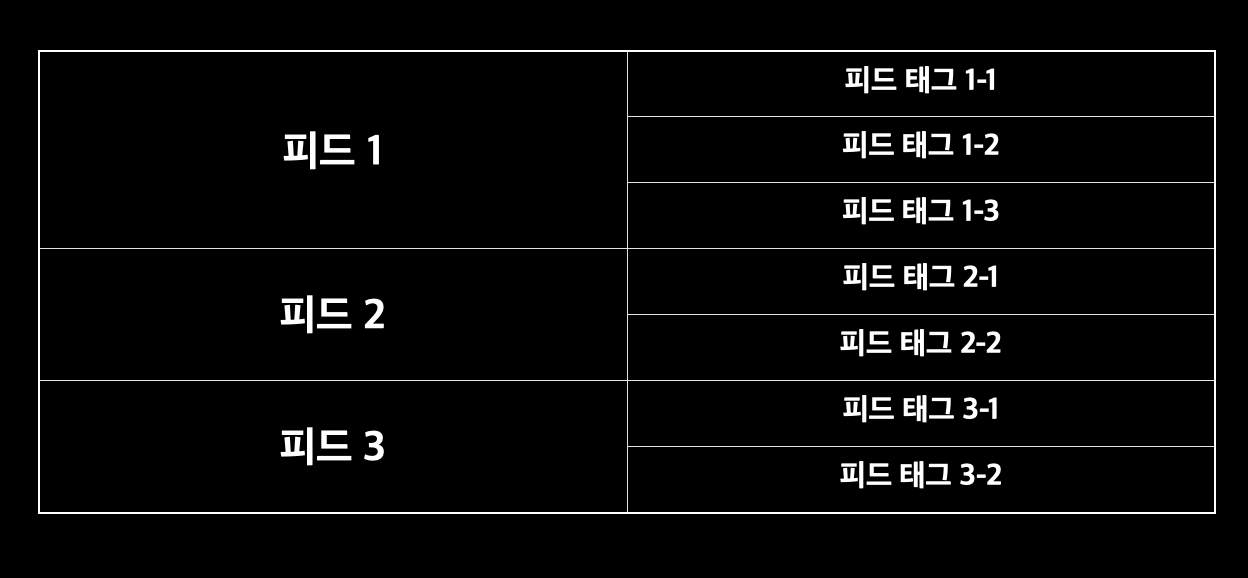 피드 1
피드 태그 1-1
피드 태그 1-2
피드 태그 1-3
피드 2
피드 태그 2-1
피드 태그 2-2
피드 3
피드 태그 3-1
피드 태그 3-2